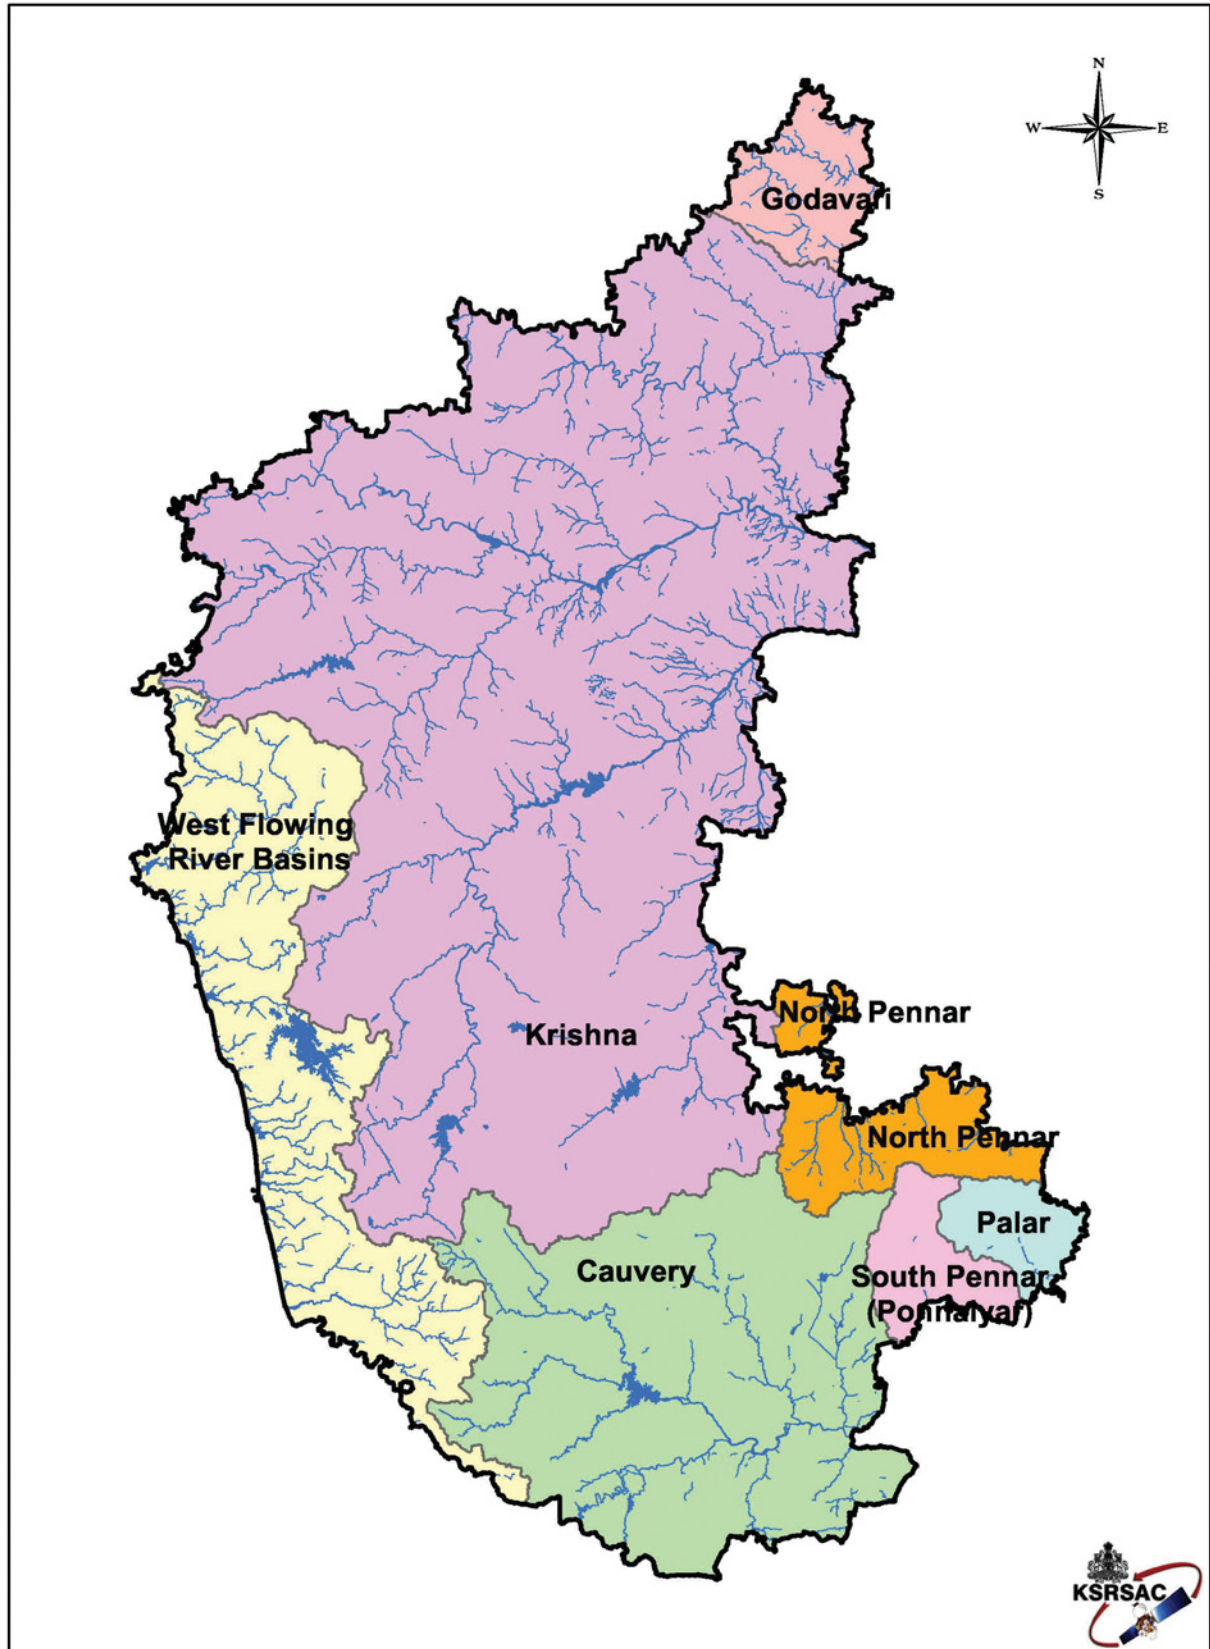 N
W E
S
Godavari
West Flowing
River Basins
North Pennar
Krishna
North Pennar
Palar
Cauvery
South Pennar
(Ponnaiyar)
KSRSAC